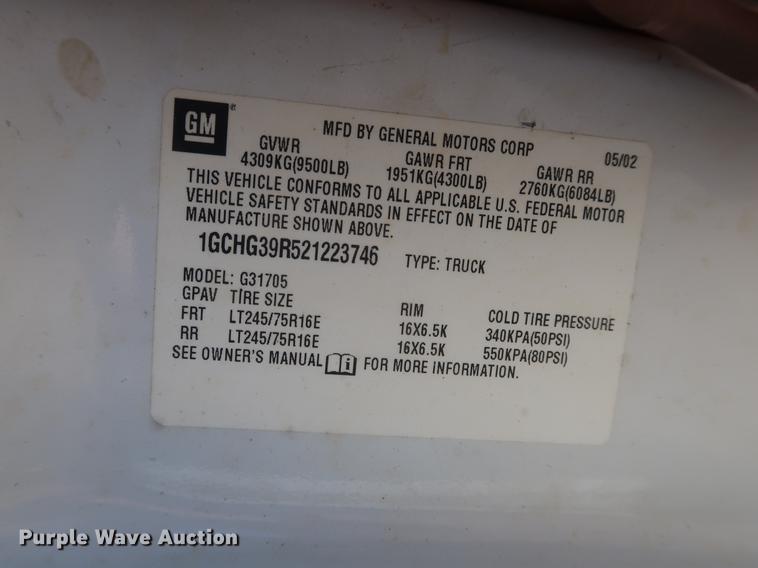 GM
MFD BY GENERAL MOTORS CORP 05/02
GVWR GAWR FRT GAWR RR
4309KG(9500LB) 1951KG(4300LB) 2760KG(6084LB)
THIS VEHICLE CONFORMS TO ALL APPLICABLE U.S. FEDERAL MOTOR
VEHICLE SAFETY STANDARDS IN EFFECT ON THE DATE OF
MANUFACTURE SHOWN ABOVE.
1GCHG39R521223746 TYPE: TRUCK
MODEL: G31705
GPAV TIRE SIZE RIM COLD TIRE PRESSURE
FRT LT245/75R16E 16X6.5K 340KPA(50PSI)
RR LT245/75R16E 16X6.5K 550KPA(80PSI)
SEE OWNER'S MANUAL i FOR MORE INFORMATION.
Purple Wave Auction